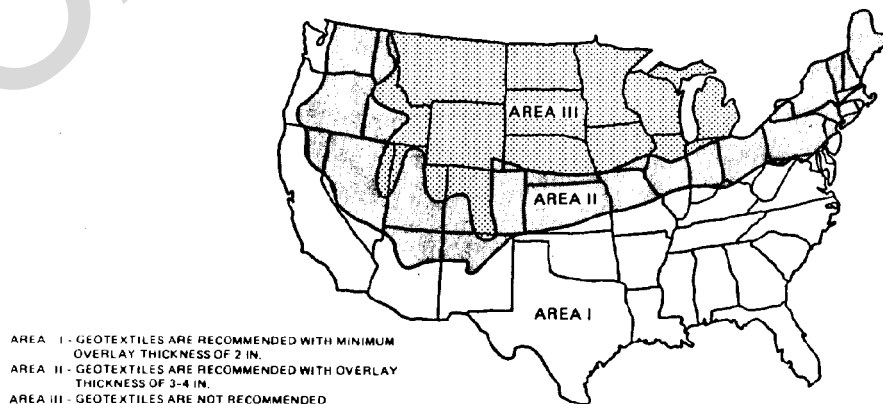 AREA III
AREA II
AREA I
AREA I - GEOTEXTILES ARE RECOMMENDED WITH MINIMUM
OVERLAY THICKNESS OF 2 IN.
AREA II - GEOTEXTILES ARE RECOMMENDED WITH OVERLAY
THICKNESS OF 3-4 IN.
AREA III - GEOTEXTILES ARE NOT RECOMMENDED